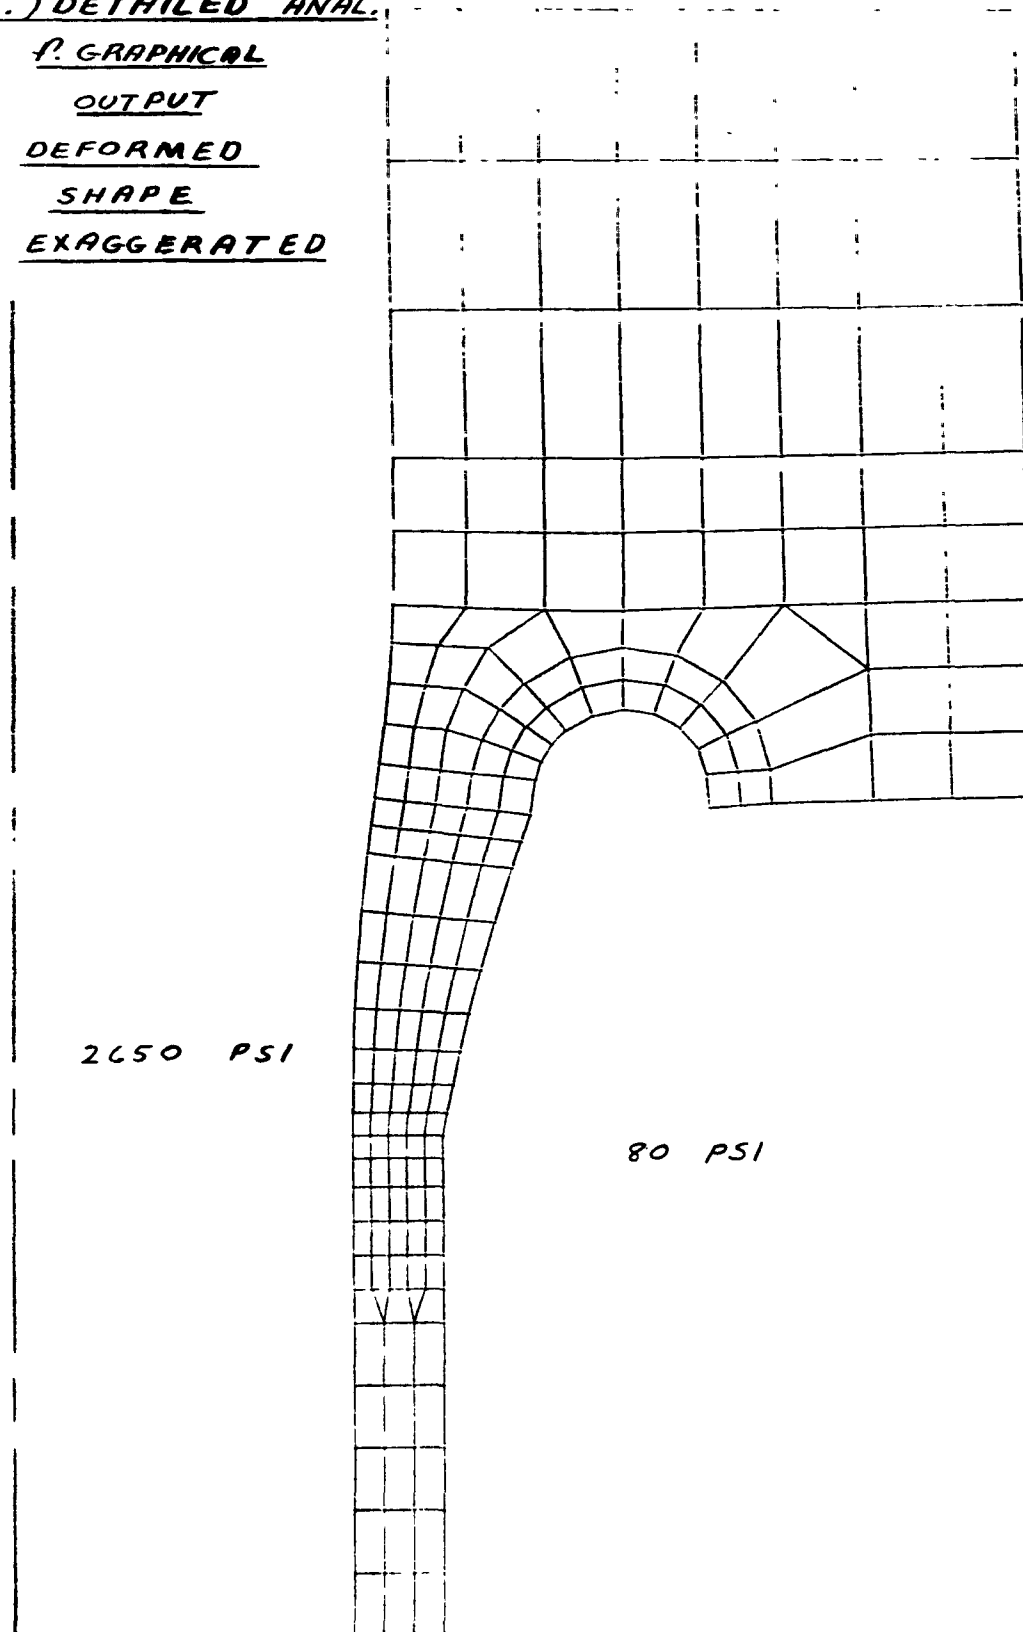 .) DETAILED ANAL.
f. GRAPHICAL
OUTPUT
DEFORMED
SHAPE
EXAGGERATED
2650 PSI
80 PSI